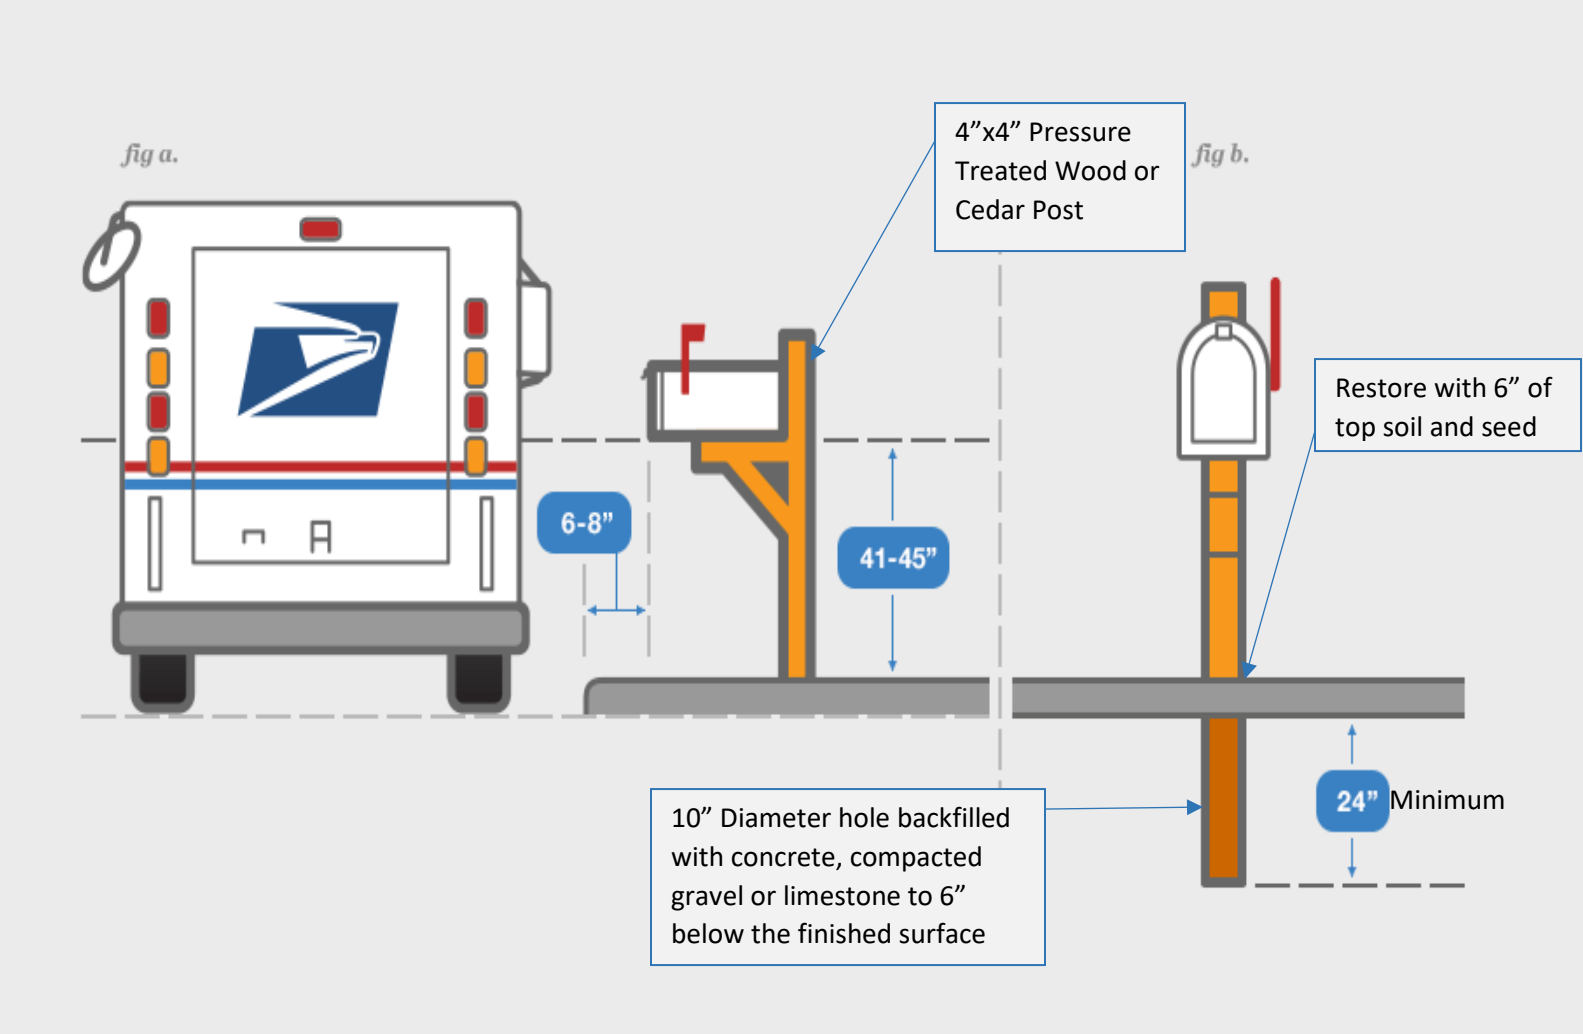 fig a.
4”x4” Pressure
Treated Wood or
Cedar Post
fig b.
Restore with 6” of
top soil and seed
6-8”
41-45”
10” Diameter hole backfilled
with concrete, compacted
gravel or limestone to 6”
below the finished surface
24” Minimum